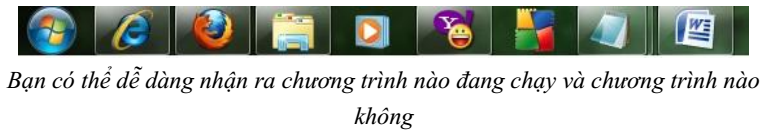 Bạn có thể dễ dàng nhận ra chương trình nào đang chạy và chương trình nào
không